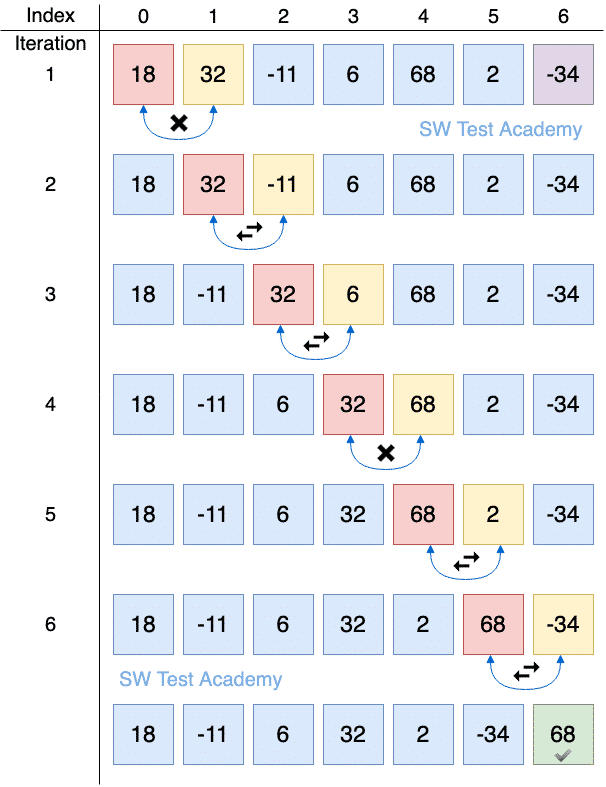 Index 0 1 2 3 4 5 6
Iteration
1 18 32 -11 6 68 2 -34
SW Test Academy
2 18 32 -11 6 68 2 -34
3 18 -11 32 6 68 2 -34
4 18 -11 6 32 68 2 -34
5 18 -11 6 32 68 2 -34
6 18 -11 6 32 2 68 -34
SW Test Academy
18 -11 6 32 2 -34 68